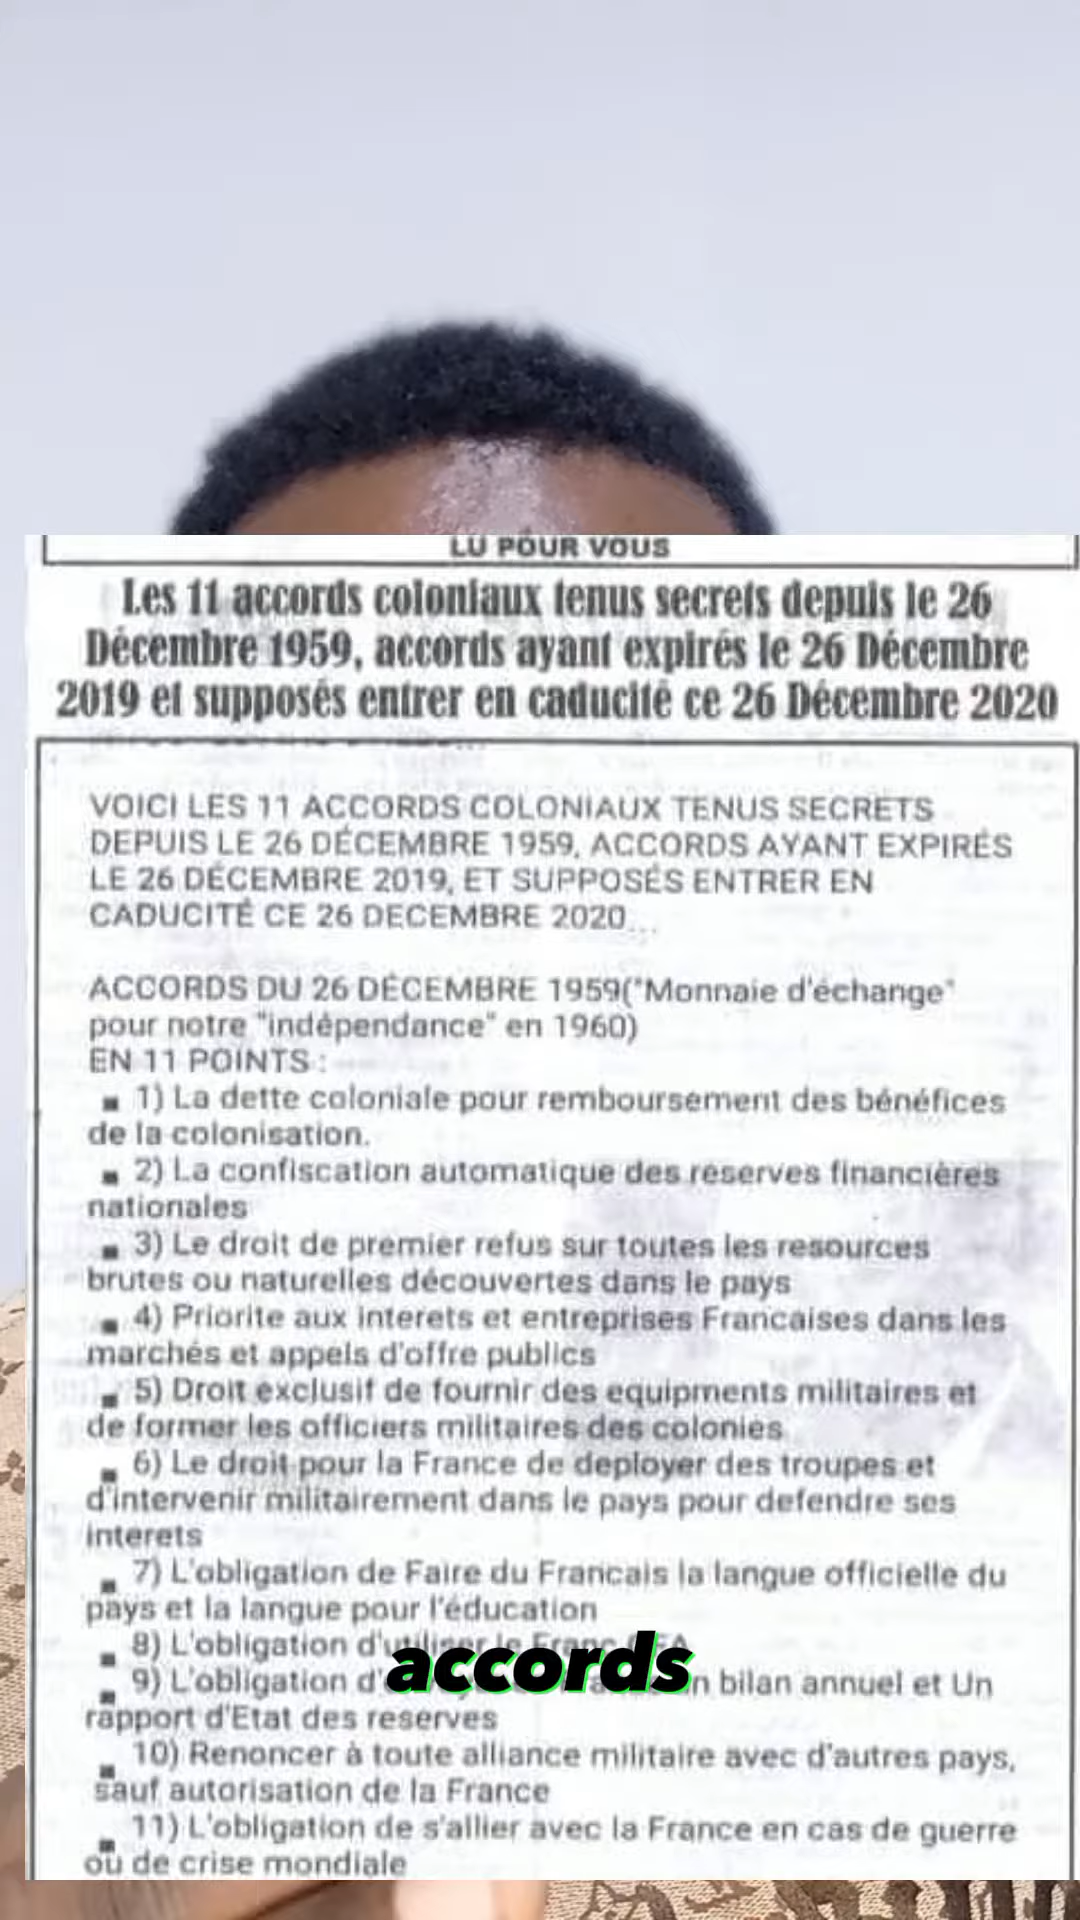 LU POUR VOUS
Les 11 accords coloniaux tenus secrets depuis le 26
Décembre 1959, accords ayant expirés le 26 Décembre
2019 et supposés entrer en caducité ce 26 Décembre 2020
VOICI LES 11 ACCORDS COLONIAUX TENUS SECRETS
DEPUIS LE 26 DÉCEMBRE 1959, ACCORDS AYANT EXPIRÉS
LE 26 DÉCEMBRE 2019, ET SUPPOSÉS ENTRER EN
CADUCITÉ CE 26 DECEMBRE 2020...
ACCORDS DU 26 DÉCEMBRE 1959("Monnaie d'échange"
pour notre "indépendance" en 1960)
EN 11 POINTS :
▪ 1) La dette coloniale pour remboursement des bénéfices
de la colonisation.
▪ 2) La confiscation automatique des réserves financières
nationales
▪ 3) Le droit de premier refus sur toutes les resources
brutes ou naturelles découvertes dans le pays
▪ 4) Priorite aux interets et entreprises Francaises dans les
marchés et appels d'offre publics
▪ 5) Droit exclusif de fournir des equipments militaires et
de former les officiers militaires des colonies
▪ 6) Le droit pour la France de deployer des troupes et
d'intervenir militairement dans le pays pour defendre ses
interets
▪ 7) L'obligation de Faire du Francais la langue officielle du
pays et la langue pour l'éducation
▪ 8) L'obligation d'utiliser le Franc CFA
accords
▪ 9) L'obligation bilan annuel et Un
rapport d'Etat des reserves
▪ 10) Renoncer à toute alliance militaire avec d'autres pays,
sauf autorisation de la France
▪ 11) L'obligation de s'allier avec la France en cas de guerre
ou de crise mondiale